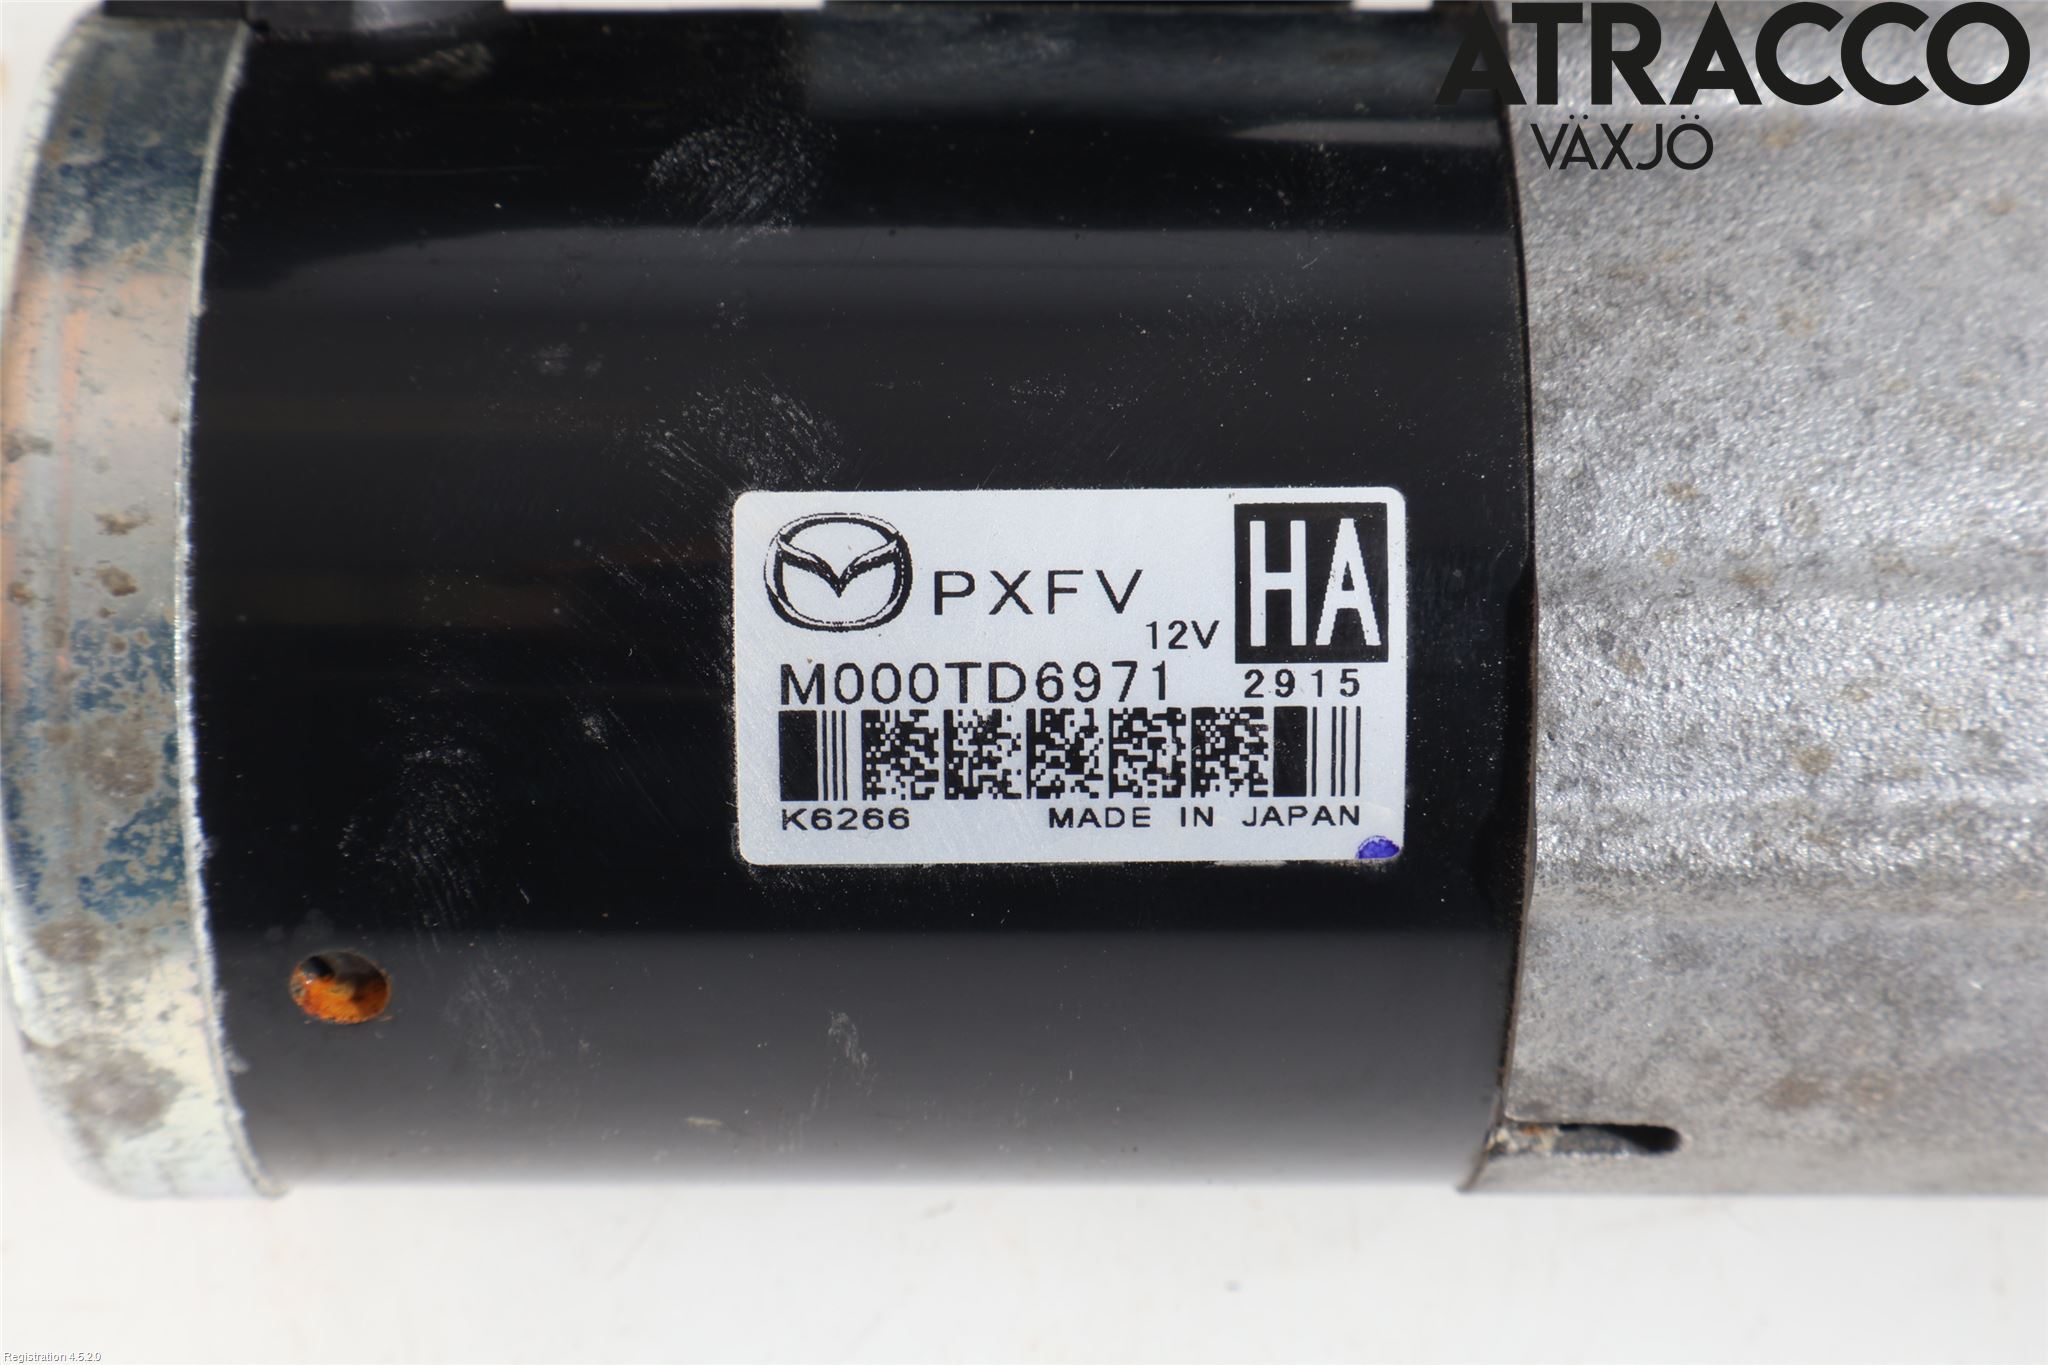 ATRACCO
VÄXJÖ
PXFV
12V
HA
M000TD6971
2915
K6266
MADE IN JAPAN
Registration 4.5.2.0